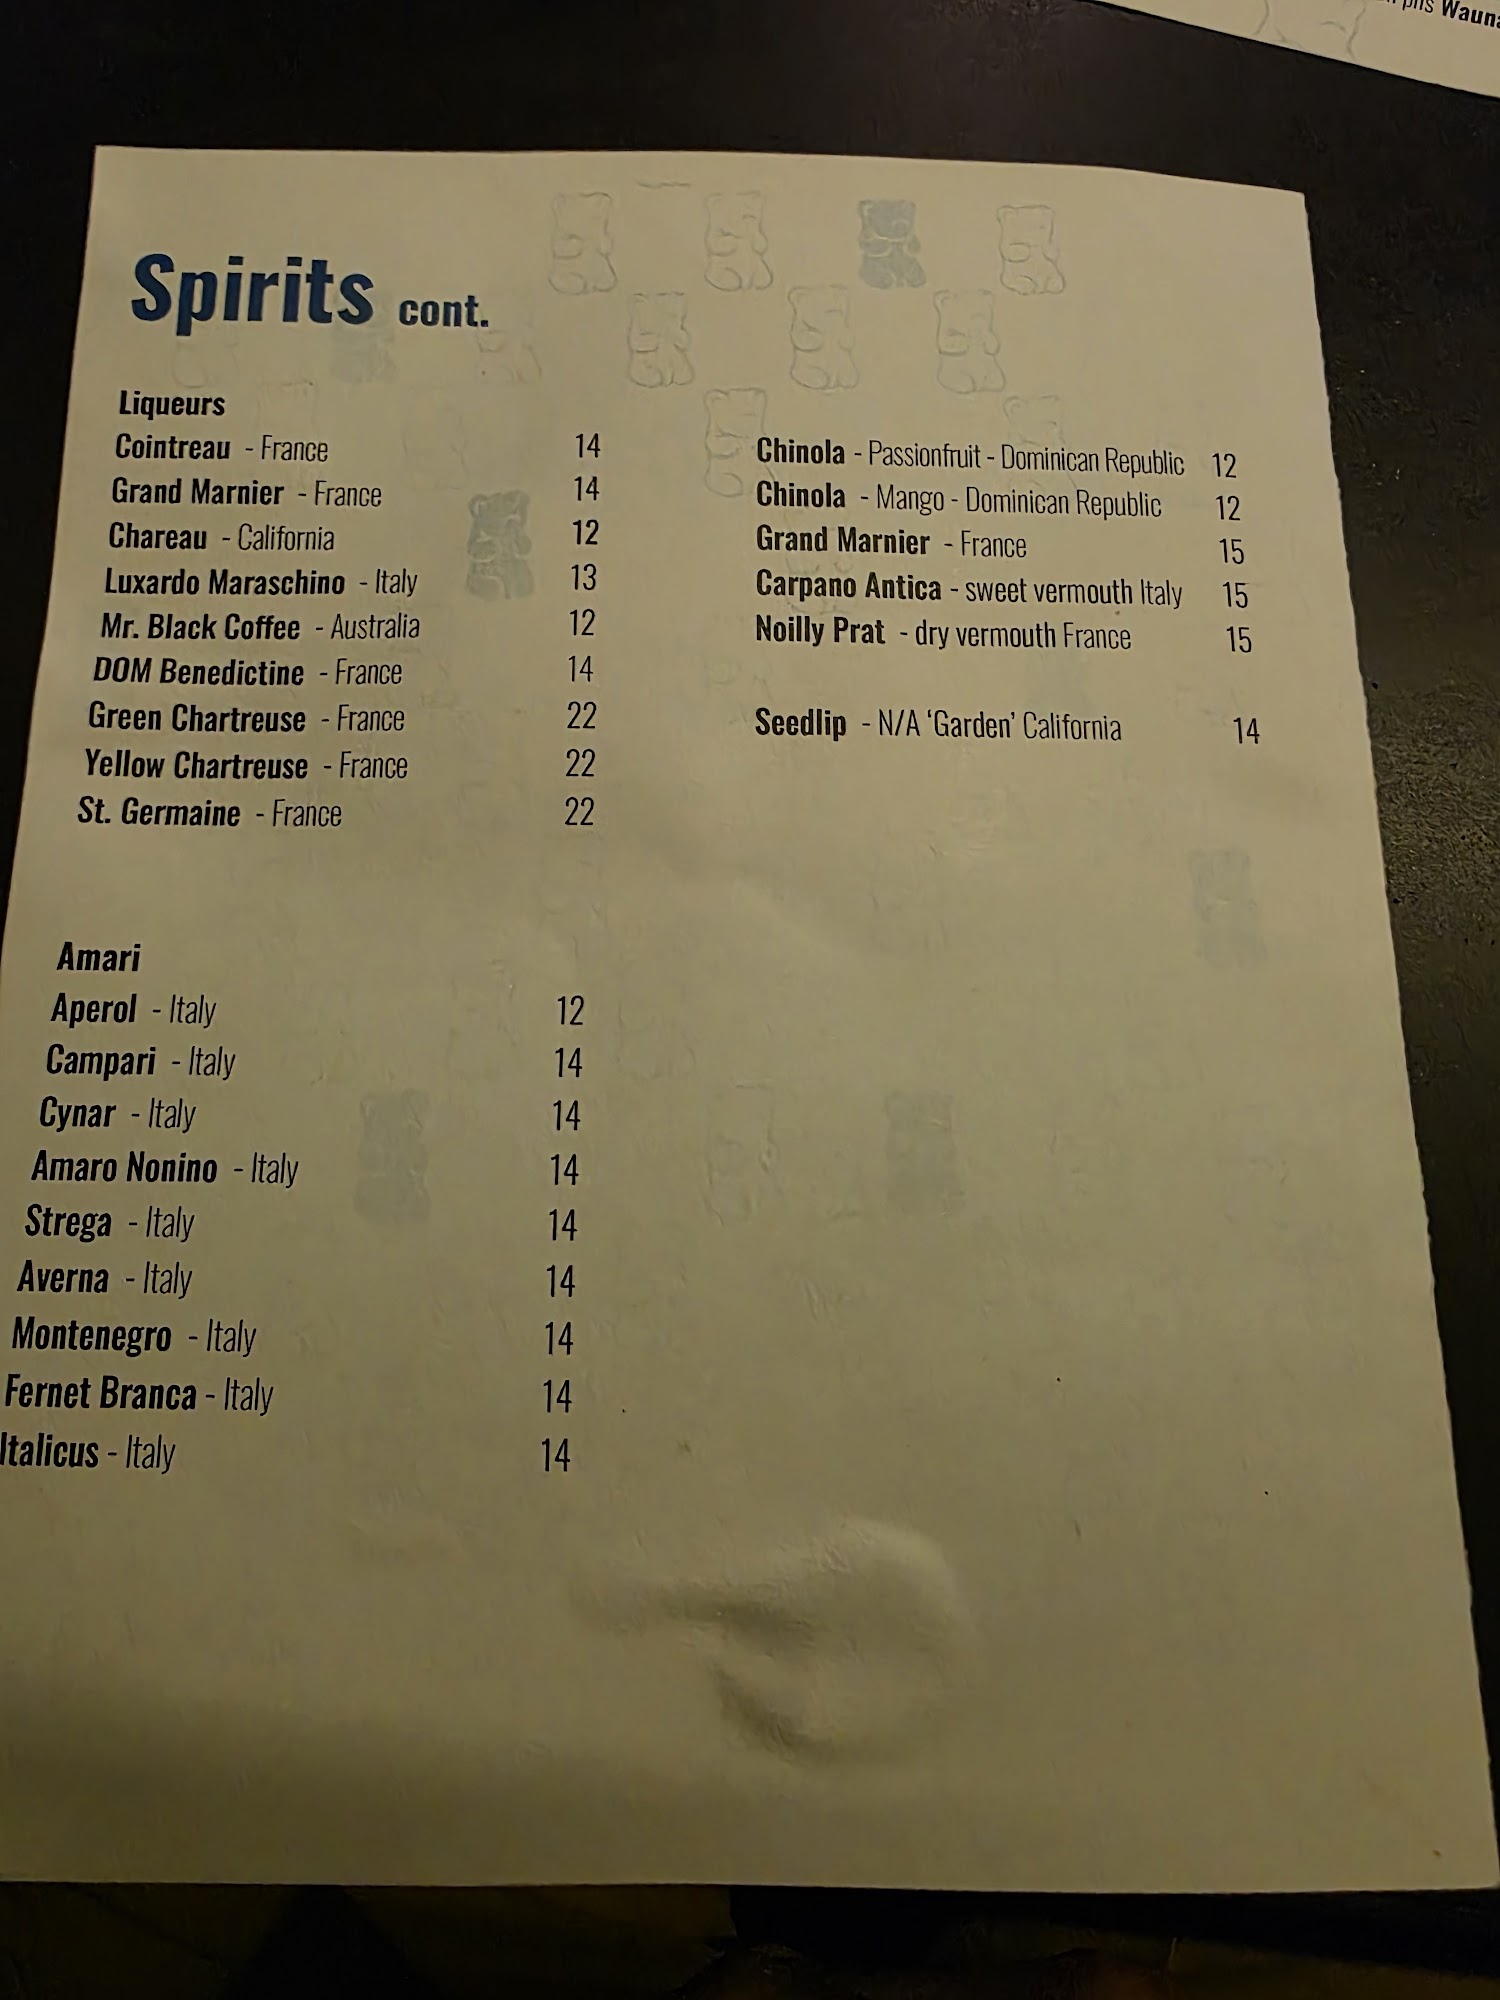 Wauna
Spirits cont.
Liqueurs
Cointreau - France 14
Grand Marnier - France 14
Chareau - California 12
Luxardo Maraschino - Italy 13
Mr. Black Coffee - Australia 12
DOM Benedictine - France 14
Green Chartreuse - France 22
Yellow Chartreuse - France 22
St. Germaine - France 22
Chinola - Passionfruit - Dominican Republic 12
Chinola - Mango - Dominican Republic 12
Grand Marnier - France 15
Carpano Antica - sweet vermouth Italy 15
Noilly Prat - dry vermouth France 15
Seedlip - N/A ‘Garden’ California 14
Amari
Aperol - Italy 12
Campari - Italy 14
Cynar - Italy 14
Amaro Nonino - Italy 14
Strega - Italy 14
Averna - Italy 14
Montenegro - Italy 14
Fernet Branca - Italy 14
Italicus - Italy 14